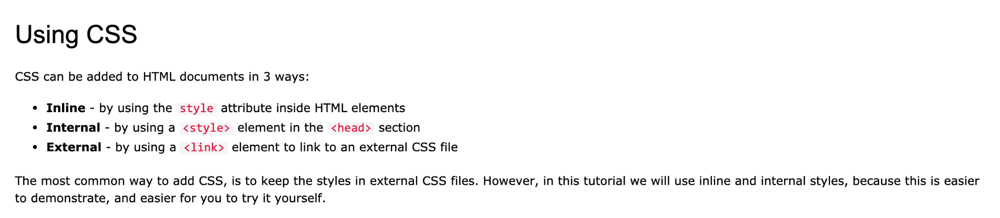 Using CSS
CSS can be added to HTML documents in 3 ways:
• Inline - by using the style attribute inside HTML elements
• Internal - by using a <style> element in the <head> section
• External - by using a <link> element to link to an external CSS file
The most common way to add CSS, is to keep the styles in external CSS files. However, in this tutorial we will use inline and internal styles, because this is easier
to demonstrate, and easier for you to try it yourself.